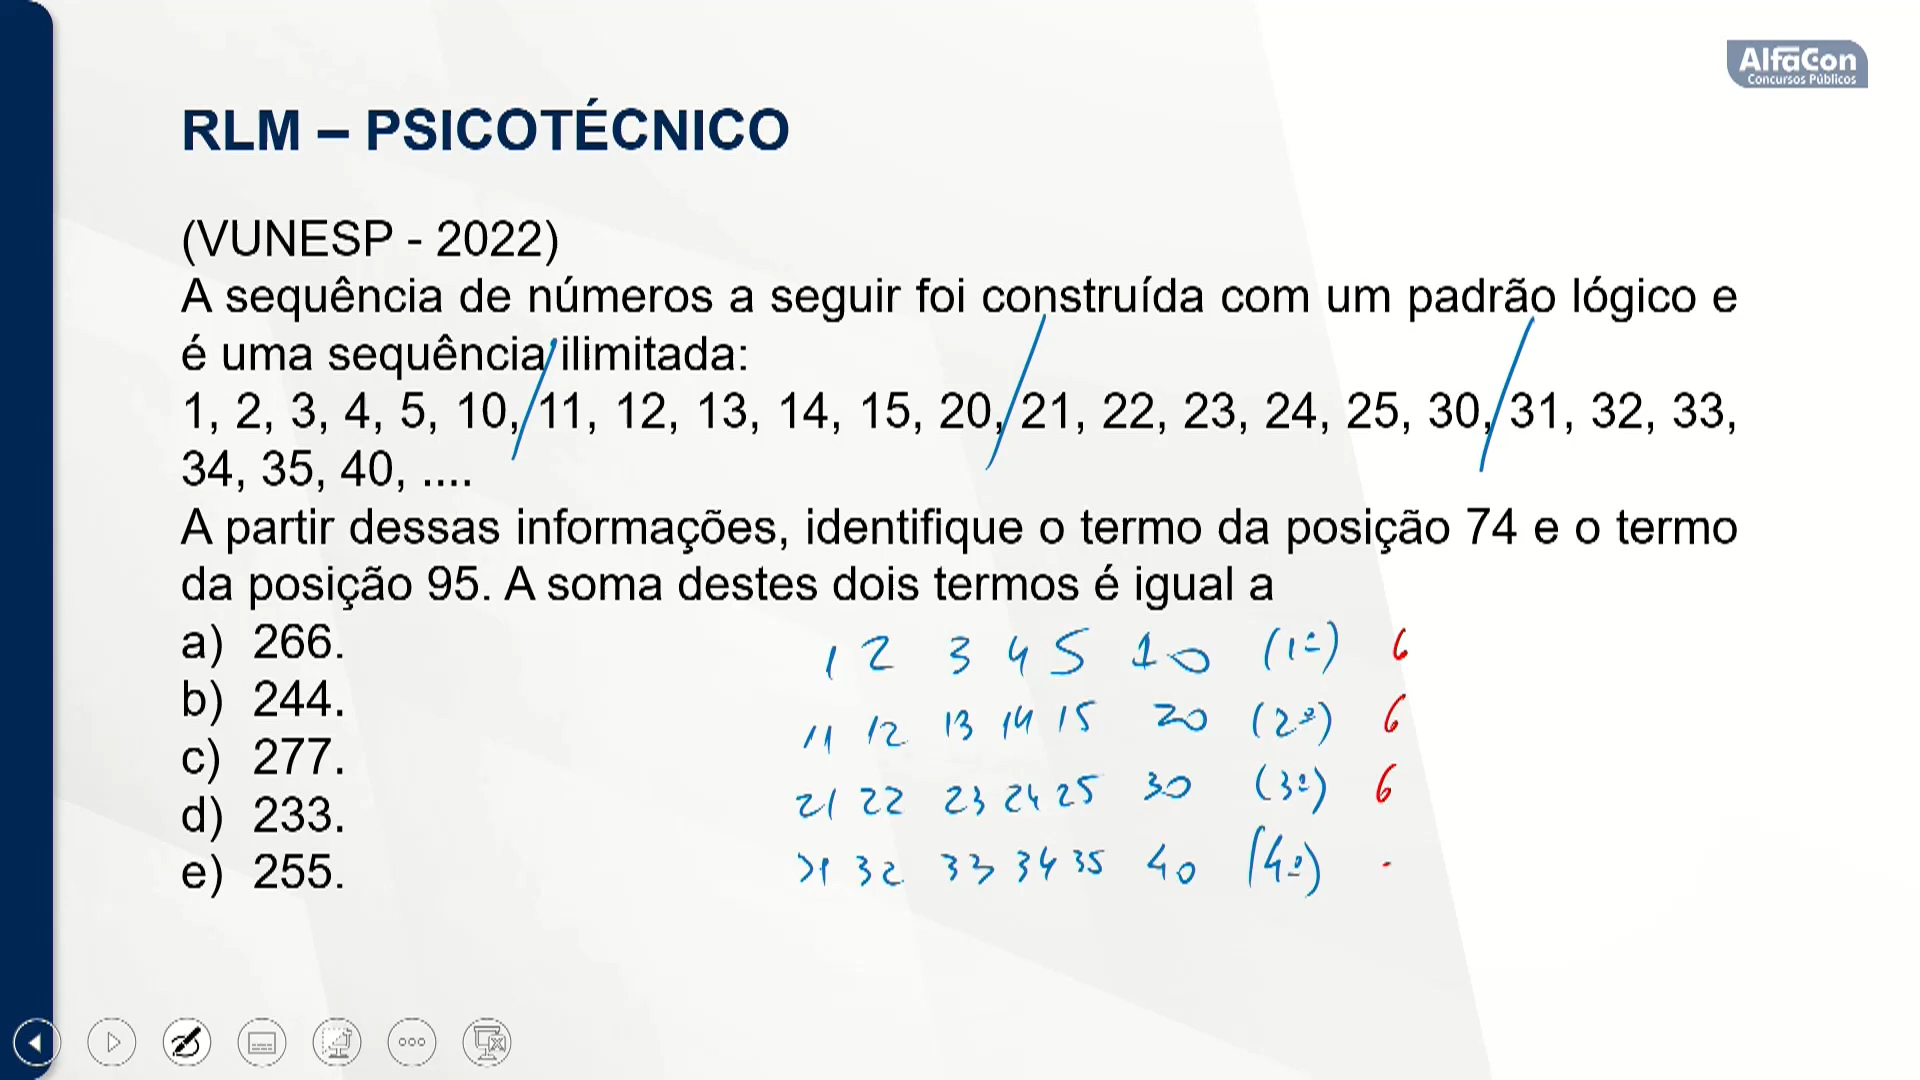 AlfaCon
Concursos Públicos
RLM – PSICOTÉCNICO
(VUNESP - 2022)
A sequência de números a seguir foi construída com um padrão lógico e
é uma sequência ilimitada:
1, 2, 3, 4, 5, 10, 11, 12, 13, 14, 15, 20, 21, 22, 23, 24, 25, 30, 31, 32, 33,
34, 35, 40, ....
A partir dessas informações, identifique o termo da posição 74 e o termo
da posição 95. A soma destes dois termos é igual a
a) 266.
b) 244.
c) 277.
d) 233.
e) 255.
1 2 3 4 5 10 (1º) 6
11 12 13 14 15 20 (2º) 6
21 22 23 24 25 30 (3º) 6
31 32 33 34 35 40 (4º)